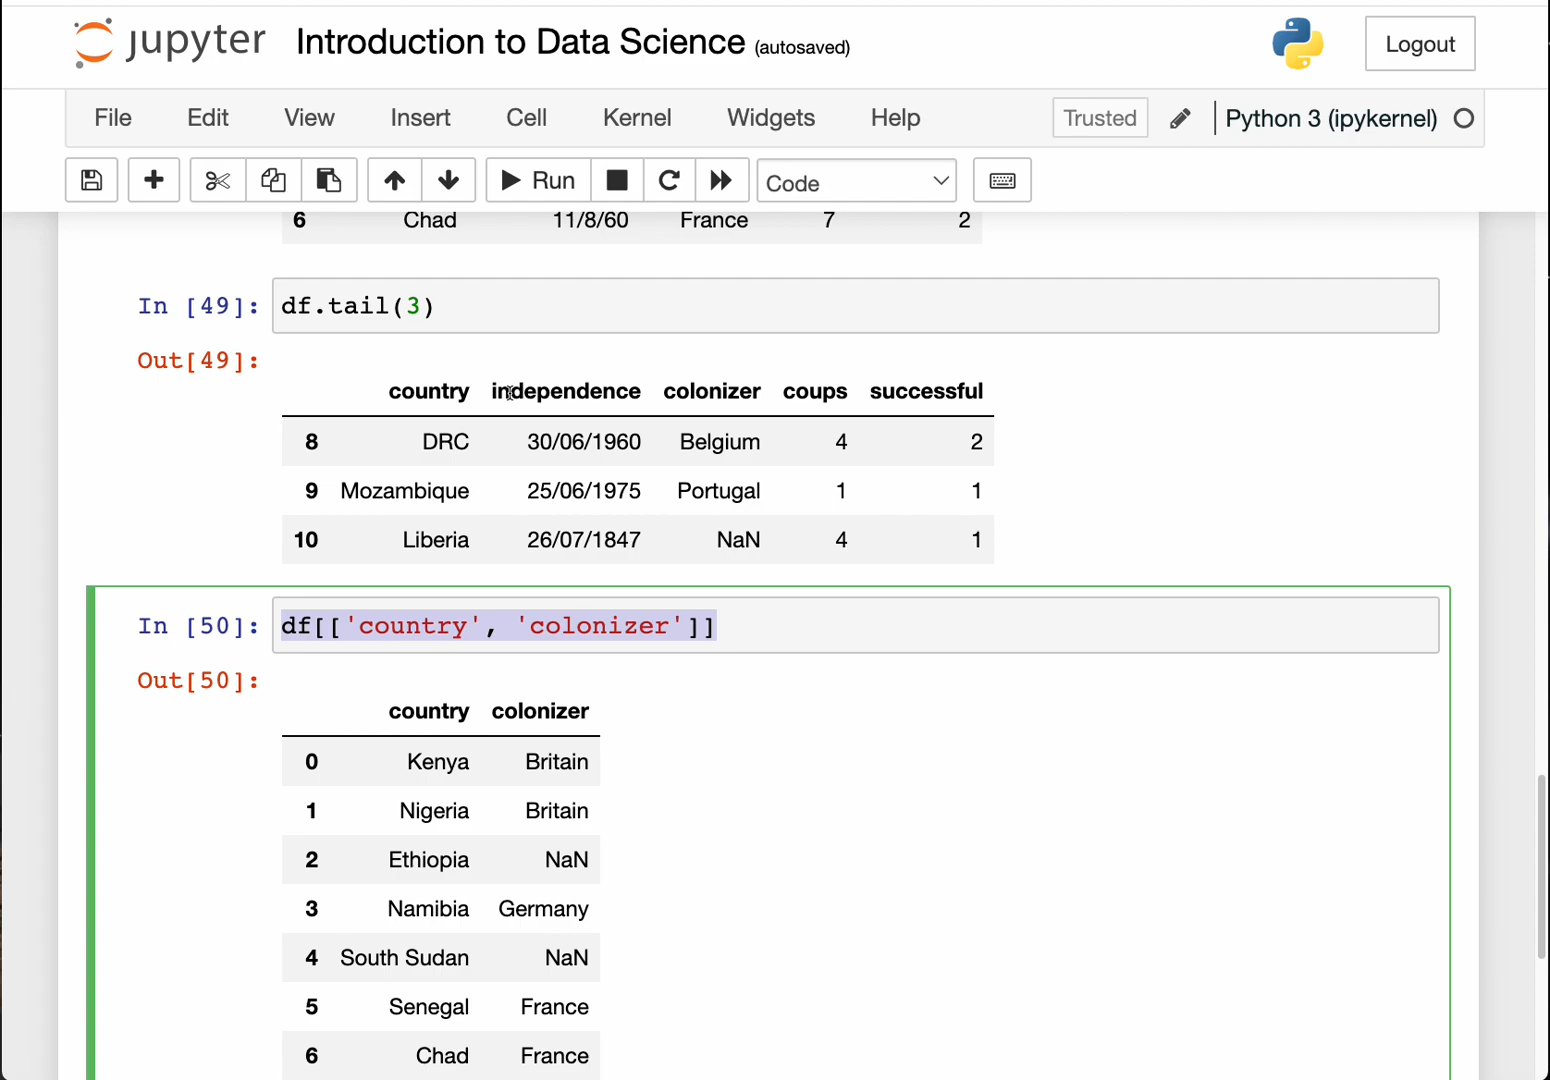 jupyter Introduction to Data Science (autosaved) Logout
File Edit View Insert Cell Kernel Widgets Help Trusted Python 3 (ipykernel)
Run Code
6 Chad 11/8/60 France 7 2
In [49]: df.tail(3)
Out[49]:
country independence colonizer coups successful
8 DRC 30/06/1960 Belgium 4 2
9 Mozambique 25/06/1975 Portugal 1 1
10 Liberia 26/07/1847 NaN 4 1
In [50]: df[['country', 'colonizer']]
Out[50]:
country colonizer
0 Kenya Britain
1 Nigeria Britain
2 Ethiopia NaN
3 Namibia Germany
4 South Sudan NaN
5 Senegal France
6 Chad France